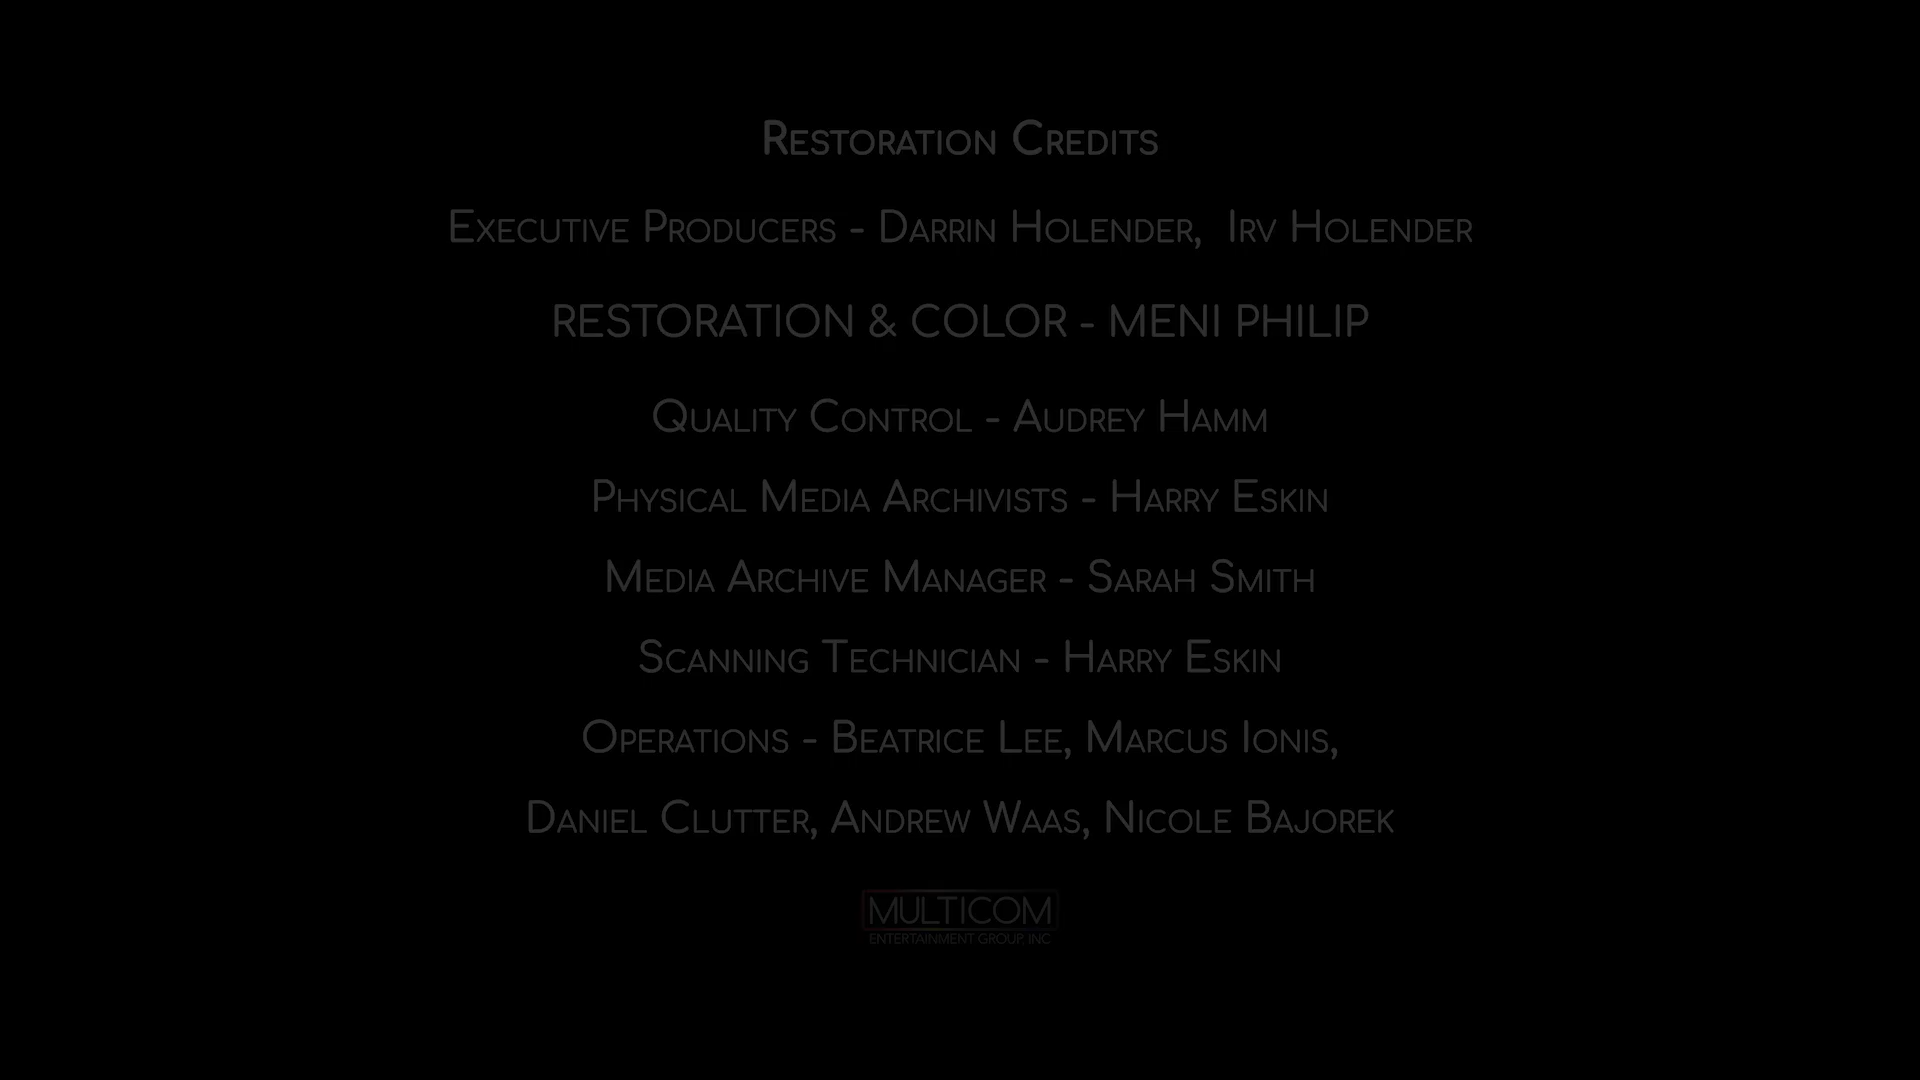 Restoration Credits
Executive Producers - Darrin Holender, Irv Holender
RESTORATION & COLOR - MENI PHILIP
Quality Control - Audrey Hamm
Physical Media Archivists - Harry Eskin
Media Archive Manager - Sarah Smith
Scanning Technician - Harry Eskin
Operations - Beatrice Lee, Marcus Ionis,
Daniel Clutter, Andrew Waas, Nicole Bajorek
MULTICOM
ENTERTAINMENT GROUP, INC